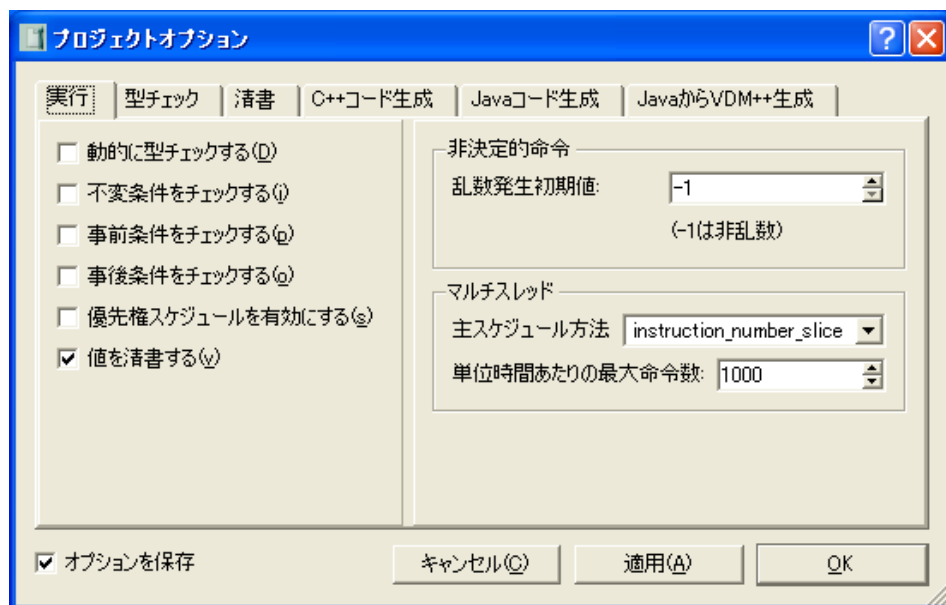 プロジェクトオプション
実行 型チェック 清書 C++コード生成 Javaコード生成 JavaからVDM++生成
動的に型チェックする(D)
不変条件をチェックする(i)
事前条件をチェックする(p)
事後条件をチェックする(o)
優先権スケジュールを有効にする(s)
値を清書する(v)
非決定的命令
乱数発生初期値: -1
(-1は非乱数)
マルチスレッド
主スケジュール方法 instruction_number_slice
単位時間あたりの最大命令数: 1000
オプションを保存 キャンセル(C) 適用(A) OK